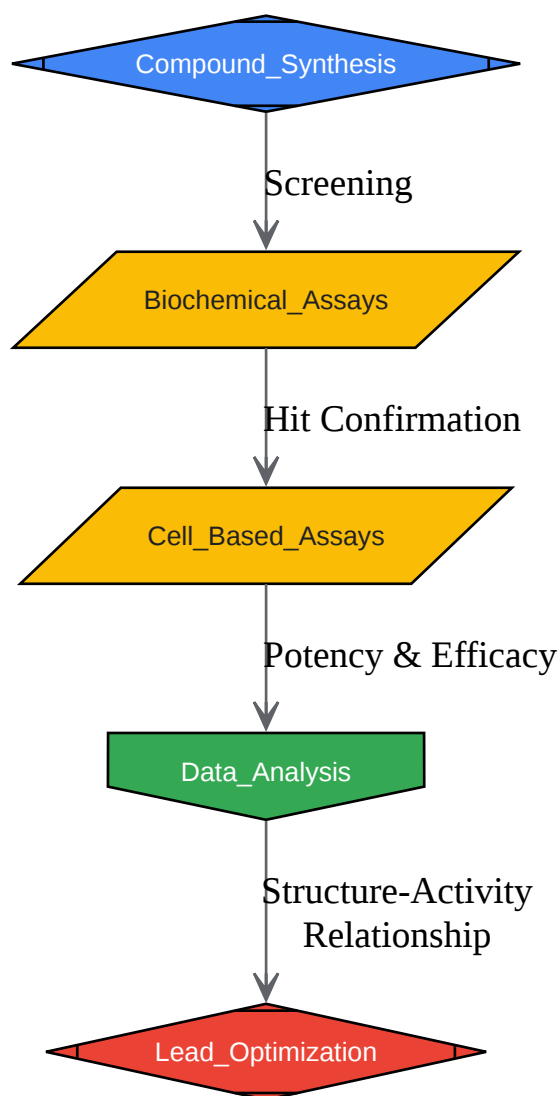 Compound_Synthesis
Screening
Biochemical_Assays
Hit Confirmation
Cell_Based_Assays
Potency & Efficacy
Data_Analysis
Structure-Activity
Relationship
Lead_Optimization